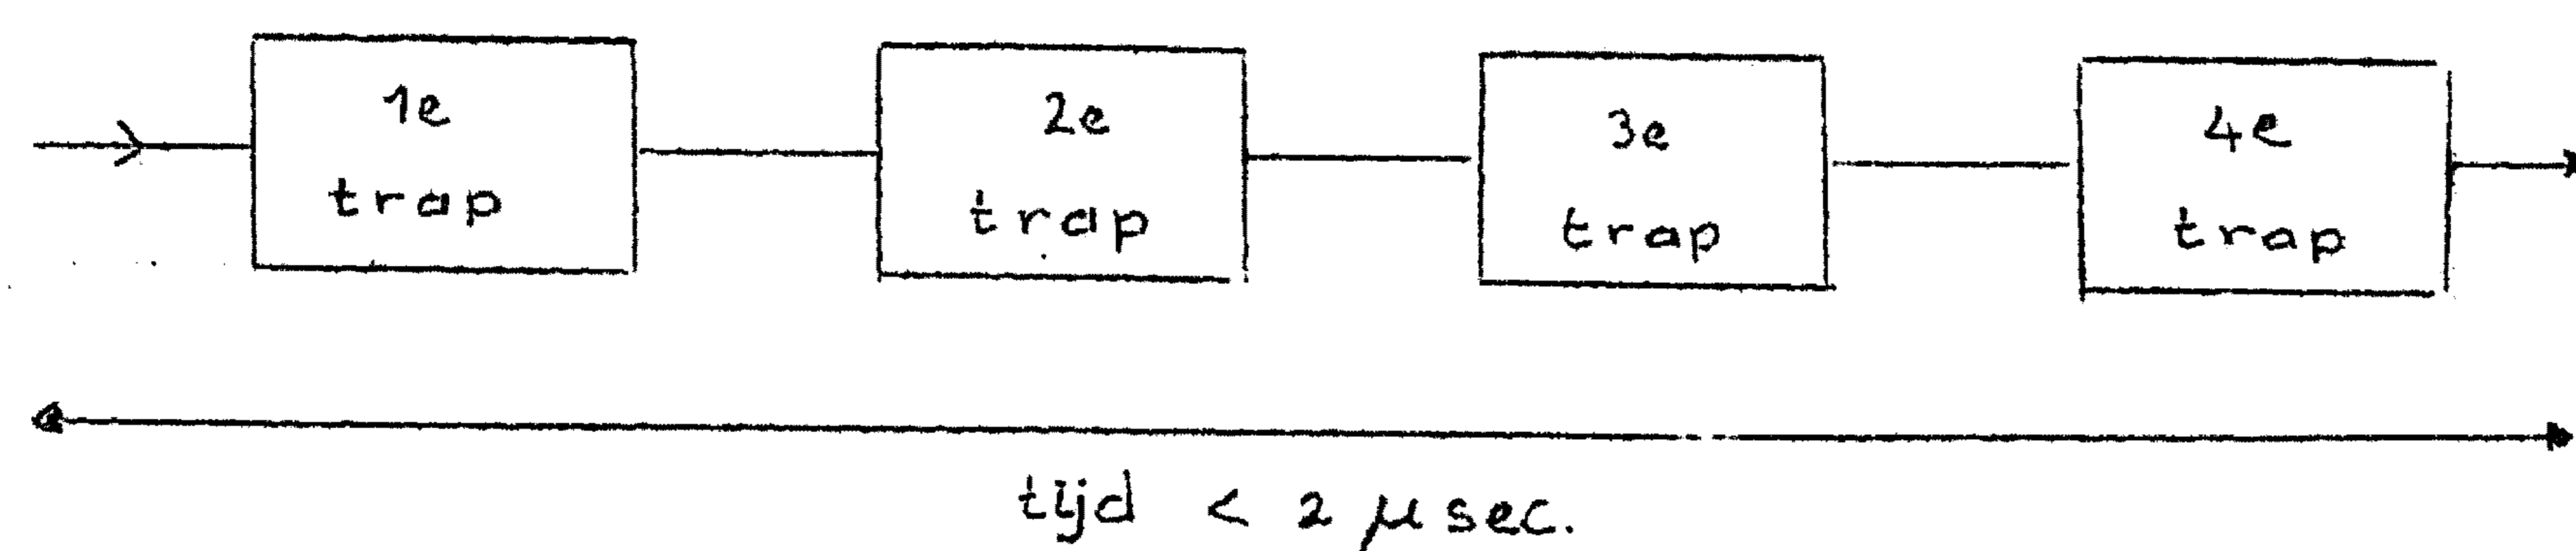 1e
trap
2e
trap
3e
trap
4e
trap
tijd < 2 μsec.